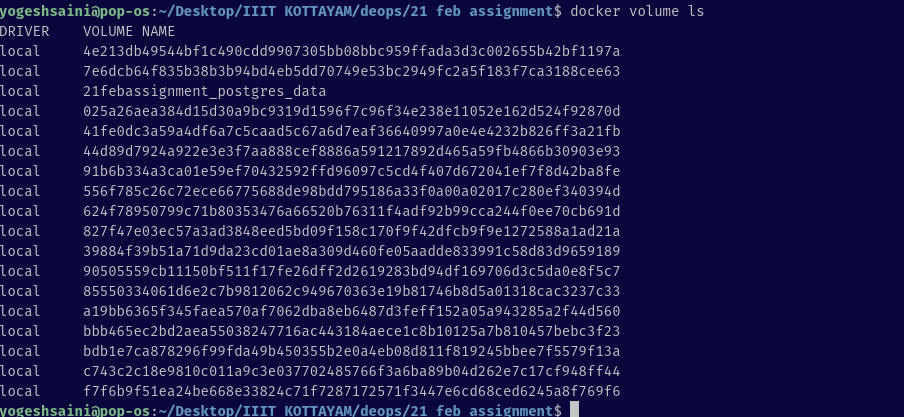 yogeshsaini@pop-os:~/Desktop/IIIT KOTTAYAM/deops/21 feb assignment$ docker volume ls
DRIVER    VOLUME NAME
local     4e213db49544bf1c490cdd9907305bb08bbc959ffada3d3c002655b42bf1197a
local     7e6dcb64f835b38b3b94bd4eb5dd70749e53bc2949fc2a5f183f7ca3188cee63
local     21febassignment_postgres_data
local     025a26aea384d15d30a9bc9319d1596f7c96f34e238e11052e162d524f92870d
local     41fe0dc3a59a4df6a7c5caad5c67a6d7eaf36640997a0e4e4232b826ff3a21fb
local     44d89d7924a922e3e3f7aa888cef8886a591217892d465a59fb4866b30903e93
local     91b6b334a3ca01e59ef70432592ffd96097c5cd4f407d672041ef7f8d42ba8fe
local     556f785c26c72ece66775688de98bdd795186a33f0a00a02017c280ef340394d
local     624f78950799c71b80353476a66520b76311f4adf92b99cca244f0ee70cb691d
local     827f47e03ec57a3ad3848eed5bd09f158c170f9f42dfcb9f9e1272588a1ad21a
local     39884f39b51a71d9da23cd01ae8a309d460fe05aadde833991c58d83d9659189
local     90505559cb11150bf511f17fe26dff2d2619283bd94df169706d3c5da0e8f5c7
local     85550334061d6e2c7b9812062c949670363e19b81746b8d5a01318cac3237c33
local     a19bb6365f345faea570af7062dba8eb6487d3feff152a05a943285a2f44d560
local     bbb465ec2bd2aea55038247716ac443184aece1c8b10125a7b810457bebc3f23
local     bdb1e7ca878296f99fda49b450355b2e0a4eb08d811f819245bbee7f5579f13a
local     c743c2c18e9810c011a9c3e037702485766f3a6ba89b04d262e7c17cf948ff44
local     f7f6b9f51ea24be668e33824c71f7287172571f3447e6cd68ced6245a8f769f6
yogeshsaini@pop-os:~/Desktop/IIIT KOTTAYAM/deops/21 feb assignment$